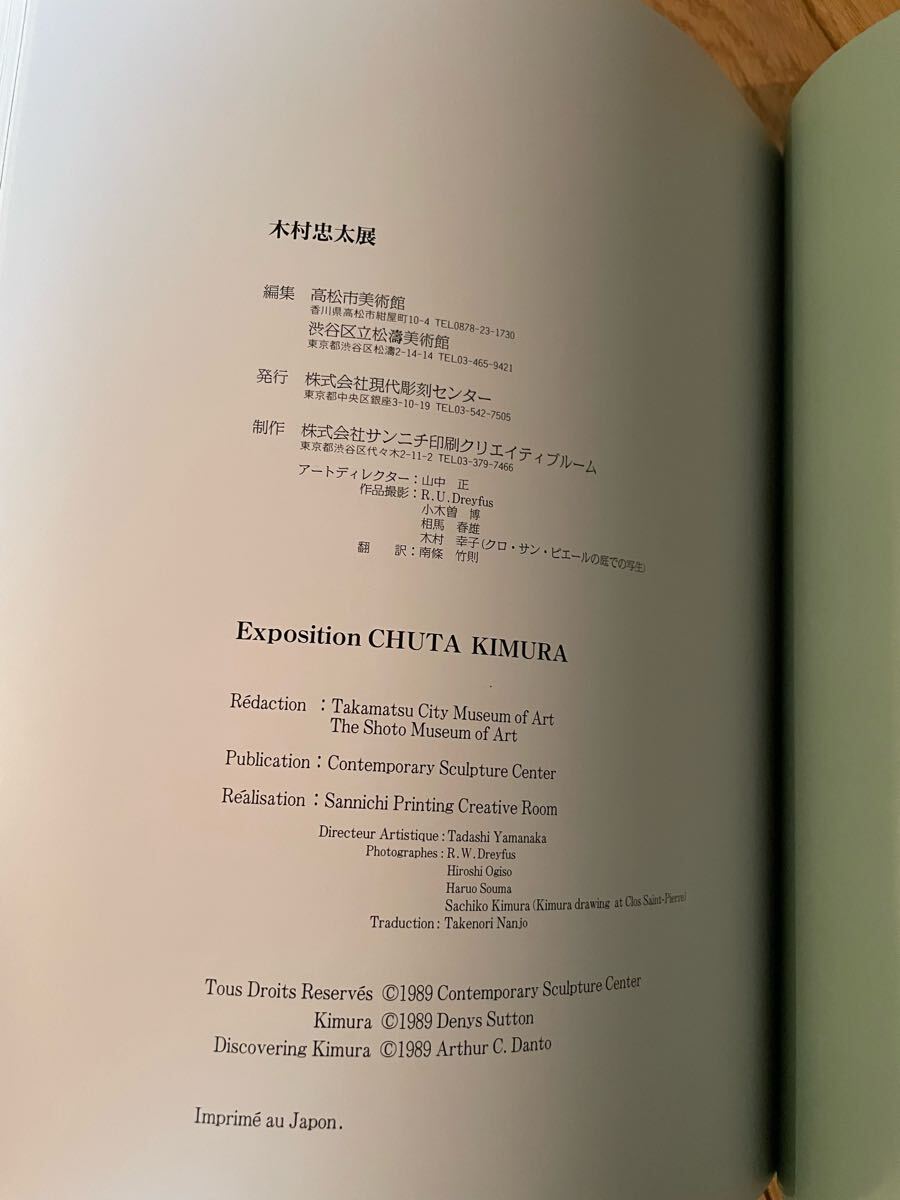 木村忠太展
編集 高松市美術館
香川県高松市紺屋町10-4 TEL0878-23-1730
渋谷区立松濤美術館
東京都渋谷区松濤2-14-14 TEL03-465-9421
発行 株式会社現代彫刻センター
東京都中央区銀座3-10-19 TEL03-542-7505
制作 株式会社サンニチ印刷クリエイティブルーム
東京都渋谷区代々木2-11-2 TEL03-379-7466
アートディレクター：山中 正
作品撮影：R.U.Dreyfus
小木曽 博
相馬 春雄
木村 幸子(クロ・サン・ピエールの庭での写生)
翻 訳：南條 竹則
Exposition CHUTA KIMURA
Rédaction : Takamatsu City Museum of Art
The Shoto Museum of Art
Publication : Contemporary Sculpture Center
Reálisation : Sannichi Printing Creative Room
Directeur Artistique : Tadashi Yamanaka
Photographes : R.W.Dreyfus
Hiroshi Ogiso
Haruo Souma
Sachiko Kimura (Kimura drawing at Clos Saint-Pierre)
Traduction : Takenori Nanjo
Tous Droits Reservés ©1989 Contemporary Sculpture Center
Kimura ©1989 Denys Sutton
Discovering Kimura ©1989 Arthur C. Danto
Imprimé au Japon.